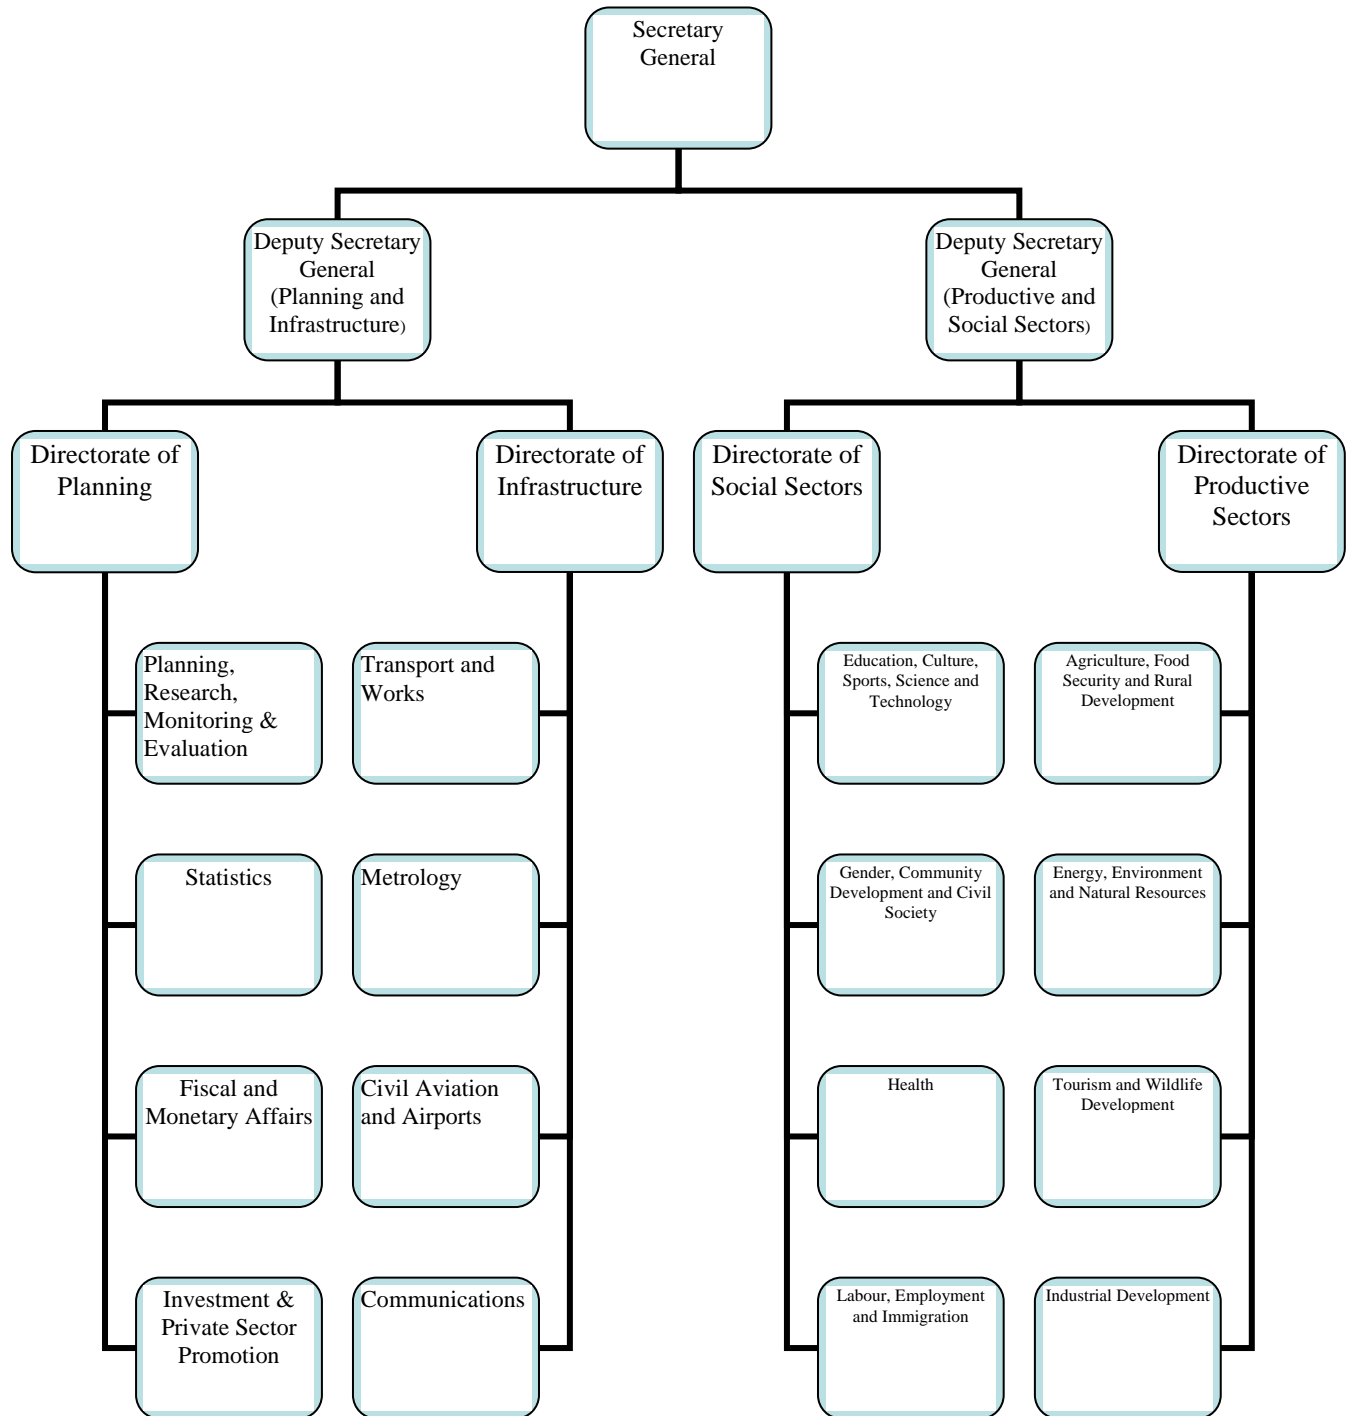 Secretary
General
Deputy Secretary
General
(Planning and
Infrastructure)
Deputy Secretary
General
(Productive and
Social Sectors)
Directorate of
Planning
Directorate of
Infrastructure
Directorate of
Social Sectors
Directorate of
Productive
Sectors
Planning,
Research,
Monitoring &
Evaluation
Transport and
Works
Education, Culture,
Sports, Science and
Technology
Agriculture, Food
Security and Rural
Development
Statistics
Metrology
Gender, Community
Development and Civil
Society
Energy, Environment
and Natural Resources
Fiscal and
Monetary Affairs
Civil Aviation
and Airports
Health
Tourism and Wildlife
Development
Investment &
Private Sector
Promotion
Communications
Labour, Employment
and Immigration
Industrial Development